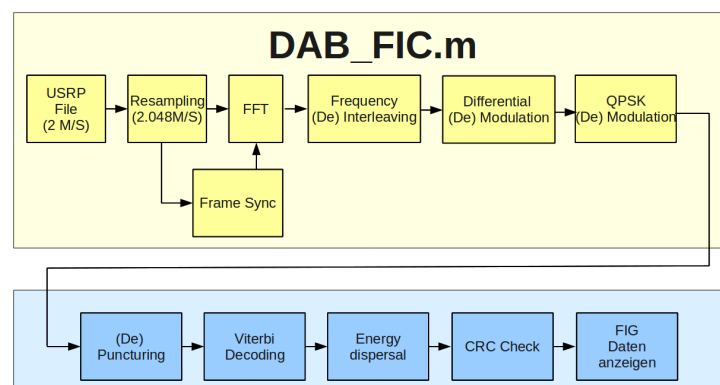 DAB_FIC.m
USRP
File
(2 M/S)
Resampling
(2.048M/S)
FFT
Frequency
(De) Interleaving
Differential
(De) Modulation
QPSK
(De) Modulation
Frame Sync
(De)
Puncturing
Viterbi
Decoding
Energy
dispersal
CRC Check
FIG
Daten
anzeigen